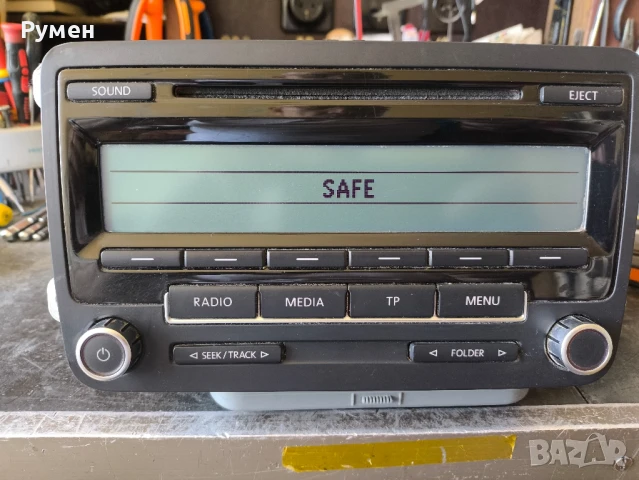 Румен
SOUND
EJECT
SAFE
RADIO
MEDIA
TP
MENU
◁ SEEK / TRACK ▷
◁ FOLDER ▷
BAZAR